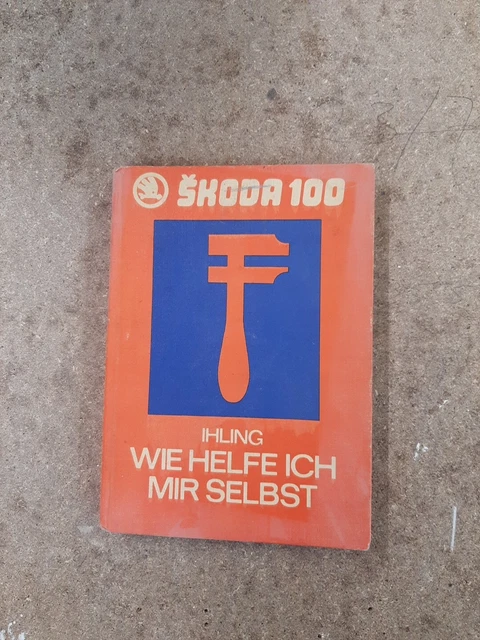 ŠKODA 100
IHLING
WIE HELFE ICH
MIR SELBST